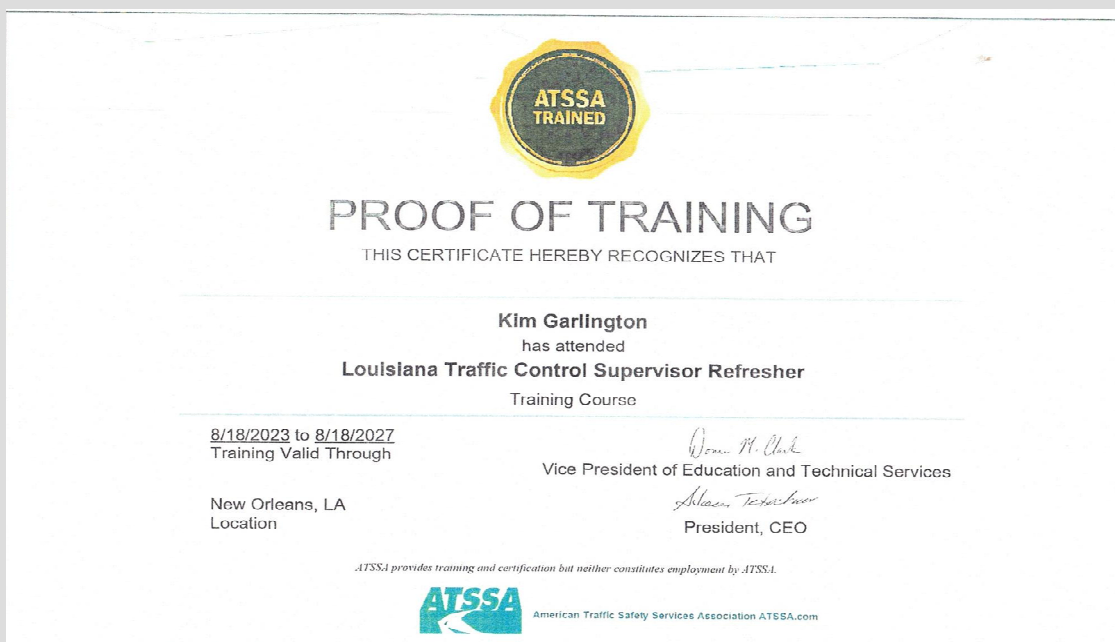 ATSSA
TRAINED
PROOF OF TRAINING
THIS CERTIFICATE HEREBY RECOGNIZES THAT
Kim Garlington
has attended
Louisiana Traffic Control Supervisor Refresher
Training Course
8/18/2023 to 8/18/2027
Training Valid Through
New Orleans, LA
Location
Donna M. Clark
Vice President of Education and Technical Services
President, CEO
ATSSA provides training and certification but neither constitutes employment by ATSSA.
ATSSA
American Traffic Safety Services Association ATSSA.com